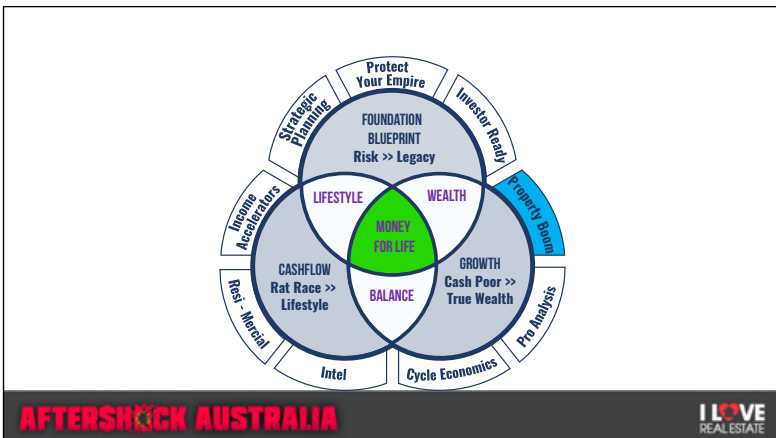 Protect
Your Empire
Strategic
Planning
Investor Ready
FOUNDATION
BLUEPRINT
Risk >> Legacy
Income
Accelerators
LIFESTYLE
WEALTH
Property Boom
MONEY
FOR LIFE
CASHFLOW
Rat Race >>
Lifestyle
GROWTH
Cash Poor >>
True Wealth
BALANCE
Resi - Mercial
Pro Analysis
Intel
Cycle Economics
AFTERSHOCK AUSTRALIA
I LOVE
REAL ESTATE